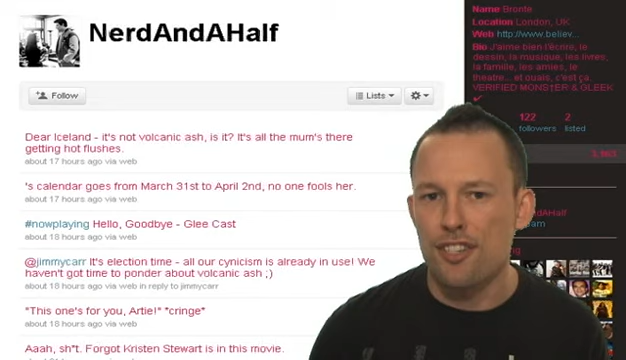 NerdAndAHalf
Follow
Lists
Dear Iceland - it's not volcanic ash, is it? It's all the mum's there
getting hot flushes.
about 17 hours ago via web
's calendar goes from March 31st to April 2nd, no one fools her.
about 17 hours ago via web
#nowplaying Hello, Goodbye - Glee Cast
about 18 hours ago via web
@jimmycarr It's election time - all our cynicism is already in use! We
haven't got time to ponder about volcanic ash ;)
about 18 hours ago via web in reply to jimmycarr
"This one's for you, Artie!" *cringe*
about 18 hours ago via web
Aaah, sh*t. Forgot Kristen Stewart is in this movie.
Name Bronte
Location London, UK
Web http://www.believ...
Bio J'aime bien l'écrire, le
dessin, la musique, les livres,
la famille, les amies, le
theatre... et ouais, c'est ça.
VERIFIED MONS†ER & GLEEK
✔
122 2
followers listed